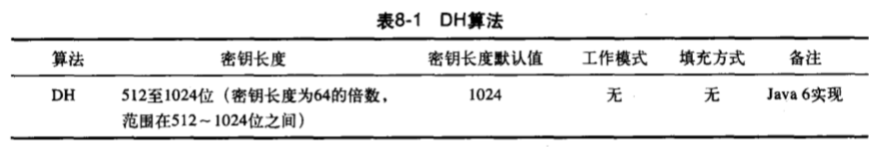 表8-1 DH算法
算法 密钥长度 密钥长度默认值 工作模式 填充方式 备注
DH 512至1024位（密钥长度为64的倍数， 1024 无 无 Java 6实现
范围在512～1024位之间）